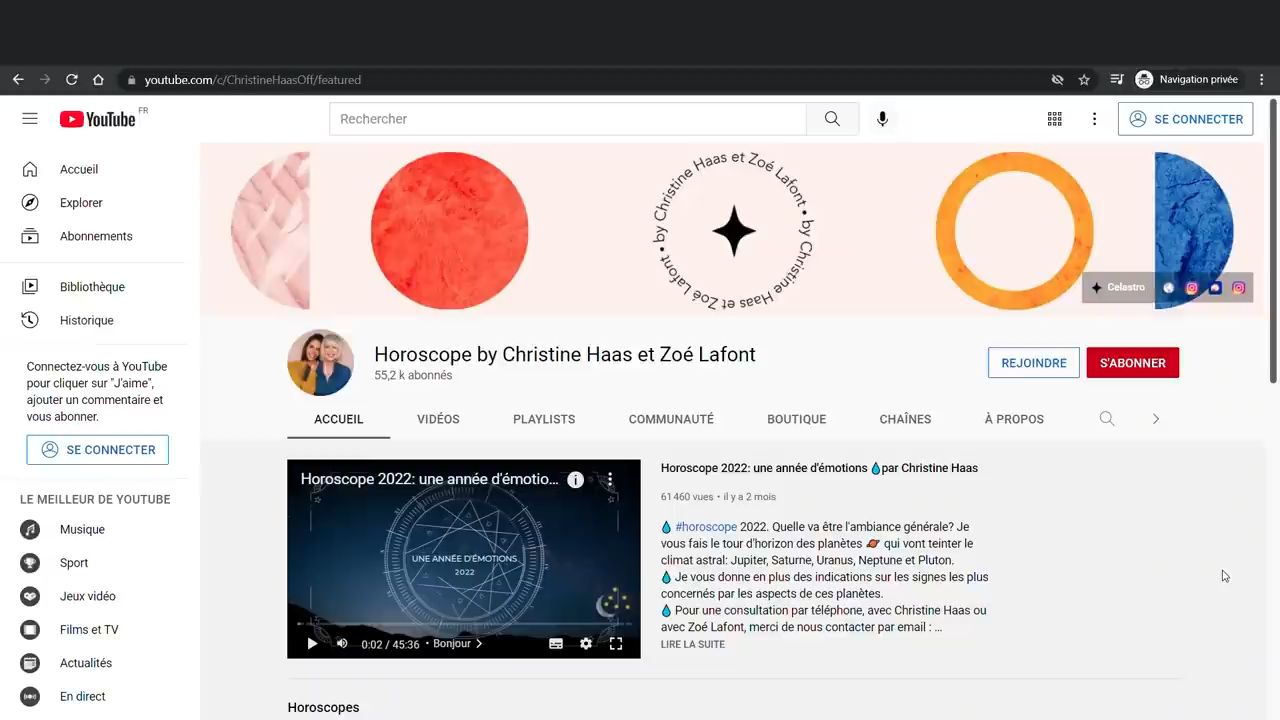 youtube.com/c/ChristineHaasOff/featured
Navigation privée
YouTube FR
Rechercher
SE CONNECTER
Accueil
Explorer
Abonnements
Bibliothèque
Historique
Connectez-vous à YouTube
pour cliquer sur "J'aime",
ajouter un commentaire et
vous abonner.
SE CONNECTER
LE MEILLEUR DE YOUTUBE
Musique
Sport
Jeux vidéo
Films et TV
Actualités
En direct
by Christine Haas et Zoé Lafont • by Christine Haas et Zoé Lafont •
Celastro
Horoscope by Christine Haas et Zoé Lafont
55,2 k abonnés
REJOINDRE
S'ABONNER
ACCUEIL VIDÉOS PLAYLISTS COMMUNAUTÉ BOUTIQUE CHAÎNES À PROPOS
Horoscope 2022: une année d'émotio...
UNE ANNÉE D'ÉMOTIONS
2022
0:02 / 45:36 • Bonjour
Horoscope 2022: une année d'émotions 💧par Christine Haas
61 460 vues • il y a 2 mois
💧 #horoscope 2022. Quelle va être l'ambiance générale? Je
vous fais le tour d'horizon des planètes 🪐 qui vont teinter le
climat astral: Jupiter, Saturne, Uranus, Neptune et Pluton.
💧 Je vous donne en plus des indications sur les signes les plus
concernés par les aspects de ces planètes.
💧 Pour une consultation par téléphone, avec Christine Haas ou
avec Zoé Lafont, merci de nous contacter par email : ...
LIRE LA SUITE
Horoscopes